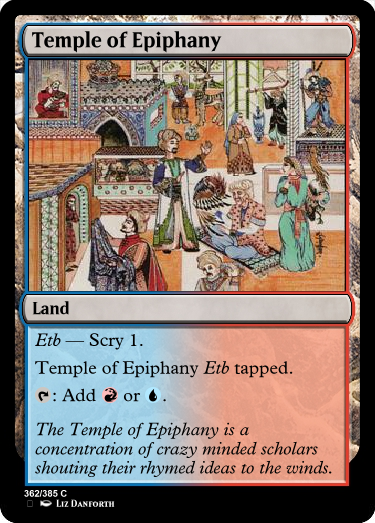 Temple of Epiphany
Land
Etb — Scry 1.
Temple of Epiphany Etb tapped.
: Add or .
The Temple of Epiphany is a
concentration of crazy minded scholars
shouting their rhymed ideas to the winds.
362/385 C
Liz Danforth